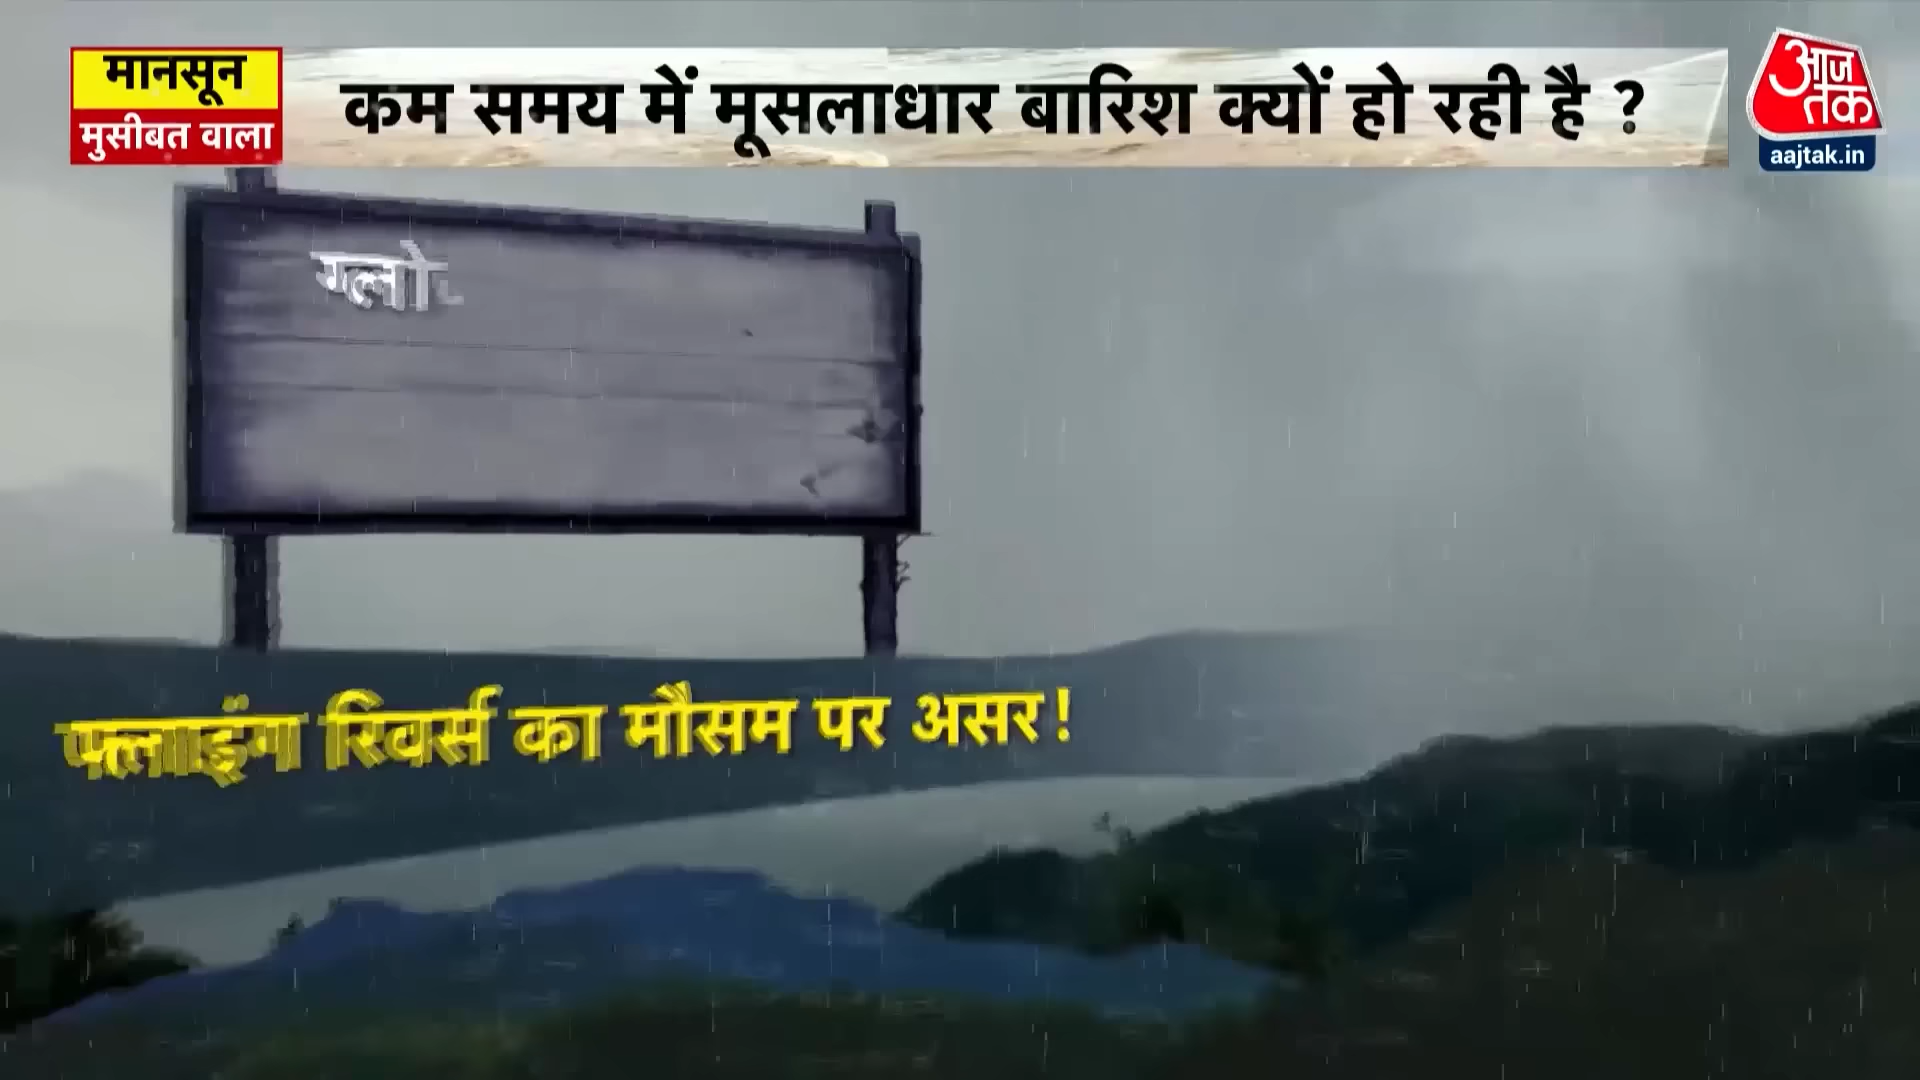 मानसून
मुसीबत वाला
कम समय में मूसलाधार बारिश क्यों हो रही है ?
आज
तक
aajtak.in
फ्लाइंग रिवर्स का मौसम पर असर!